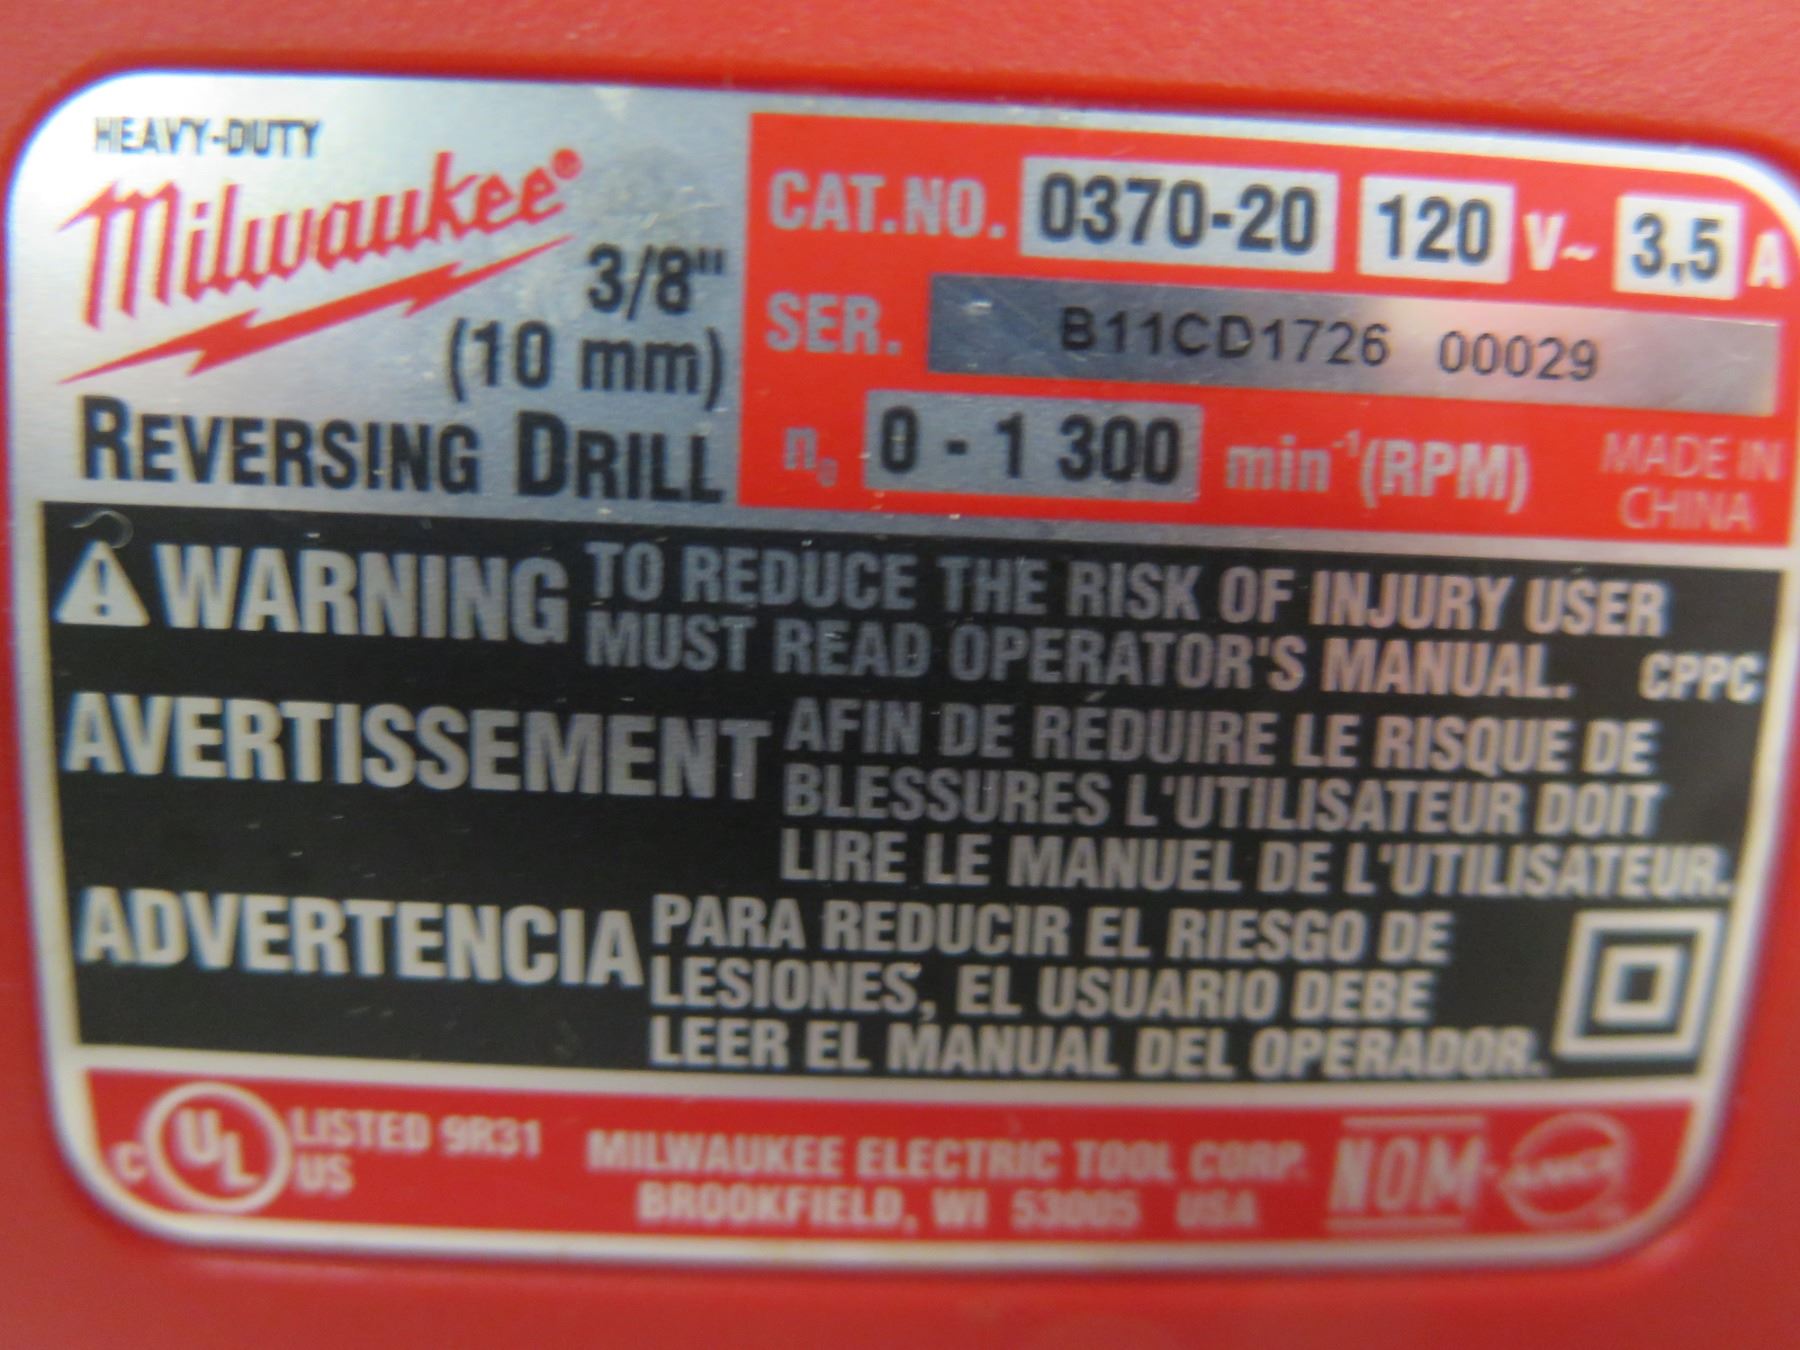 HEAVY-DUTY
Milwaukee®
3/8"
(10 mm)
REVERSING DRILL
CAT.NO. 0370-20 120 V~ 3,5 A
SER. B11CD1726 00029
n₀ 0 - 1 300 min⁻¹(RPM)
MADE IN
CHINA
WARNING TO REDUCE THE RISK OF INJURY USER
MUST READ OPERATOR'S MANUAL. CPPC
AVERTISSEMENT AFIN DE RÉDUIRE LE RISQUE DE
BLESSURES L'UTILISATEUR DOIT
LIRE LE MANUEL DE L'UTILISATEUR.
ADVERTENCIA PARA REDUCIR EL RIESGO DE
LESIONES, EL USUARIO DEBE
LEER EL MANUAL DEL OPERADOR.
C UL US LISTED 9R31
MILWAUKEE ELECTRIC TOOL CORP.
BROOKFIELD, WI 53005 USA
NOM